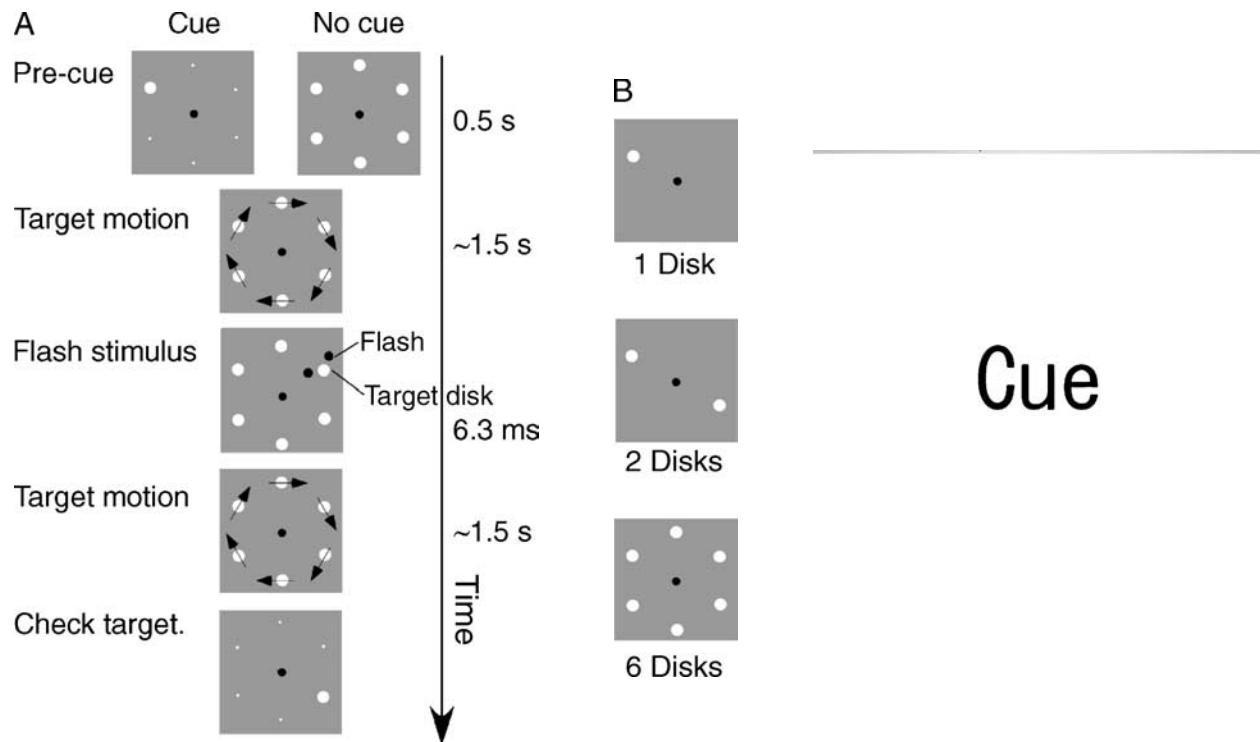 A
Cue
No cue
Pre-cue
0.5 s
Target motion
~1.5 s
Flash stimulus
Flash
Target disk
6.3 ms
Target motion
~1.5 s
Time
Check target.
B
1 Disk
2 Disks
6 Disks
Cue